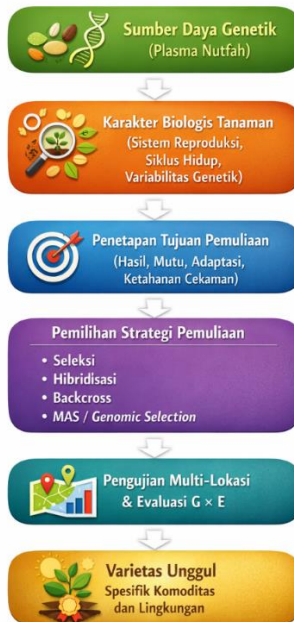 Sumber Daya Genetik
(Plasma Nutfah)
Karakter Biologis Tanaman
(Sistem Reproduksi,
Siklus Hidup,
Variabilitas Genetik)
Penetapan Tujuan Pemuliaan
(Hasil, Mutu, Adaptasi,
Ketahanan Cekaman)
Pemilihan Strategi Pemuliaan
• Seleksi
• Hibridisasi
• Backcross
• MAS / Genomic Selection
Pengujian Multi-Lokasi
& Evaluasi G × E
Varietas Unggul
Spesifik Komoditas
dan Lingkungan